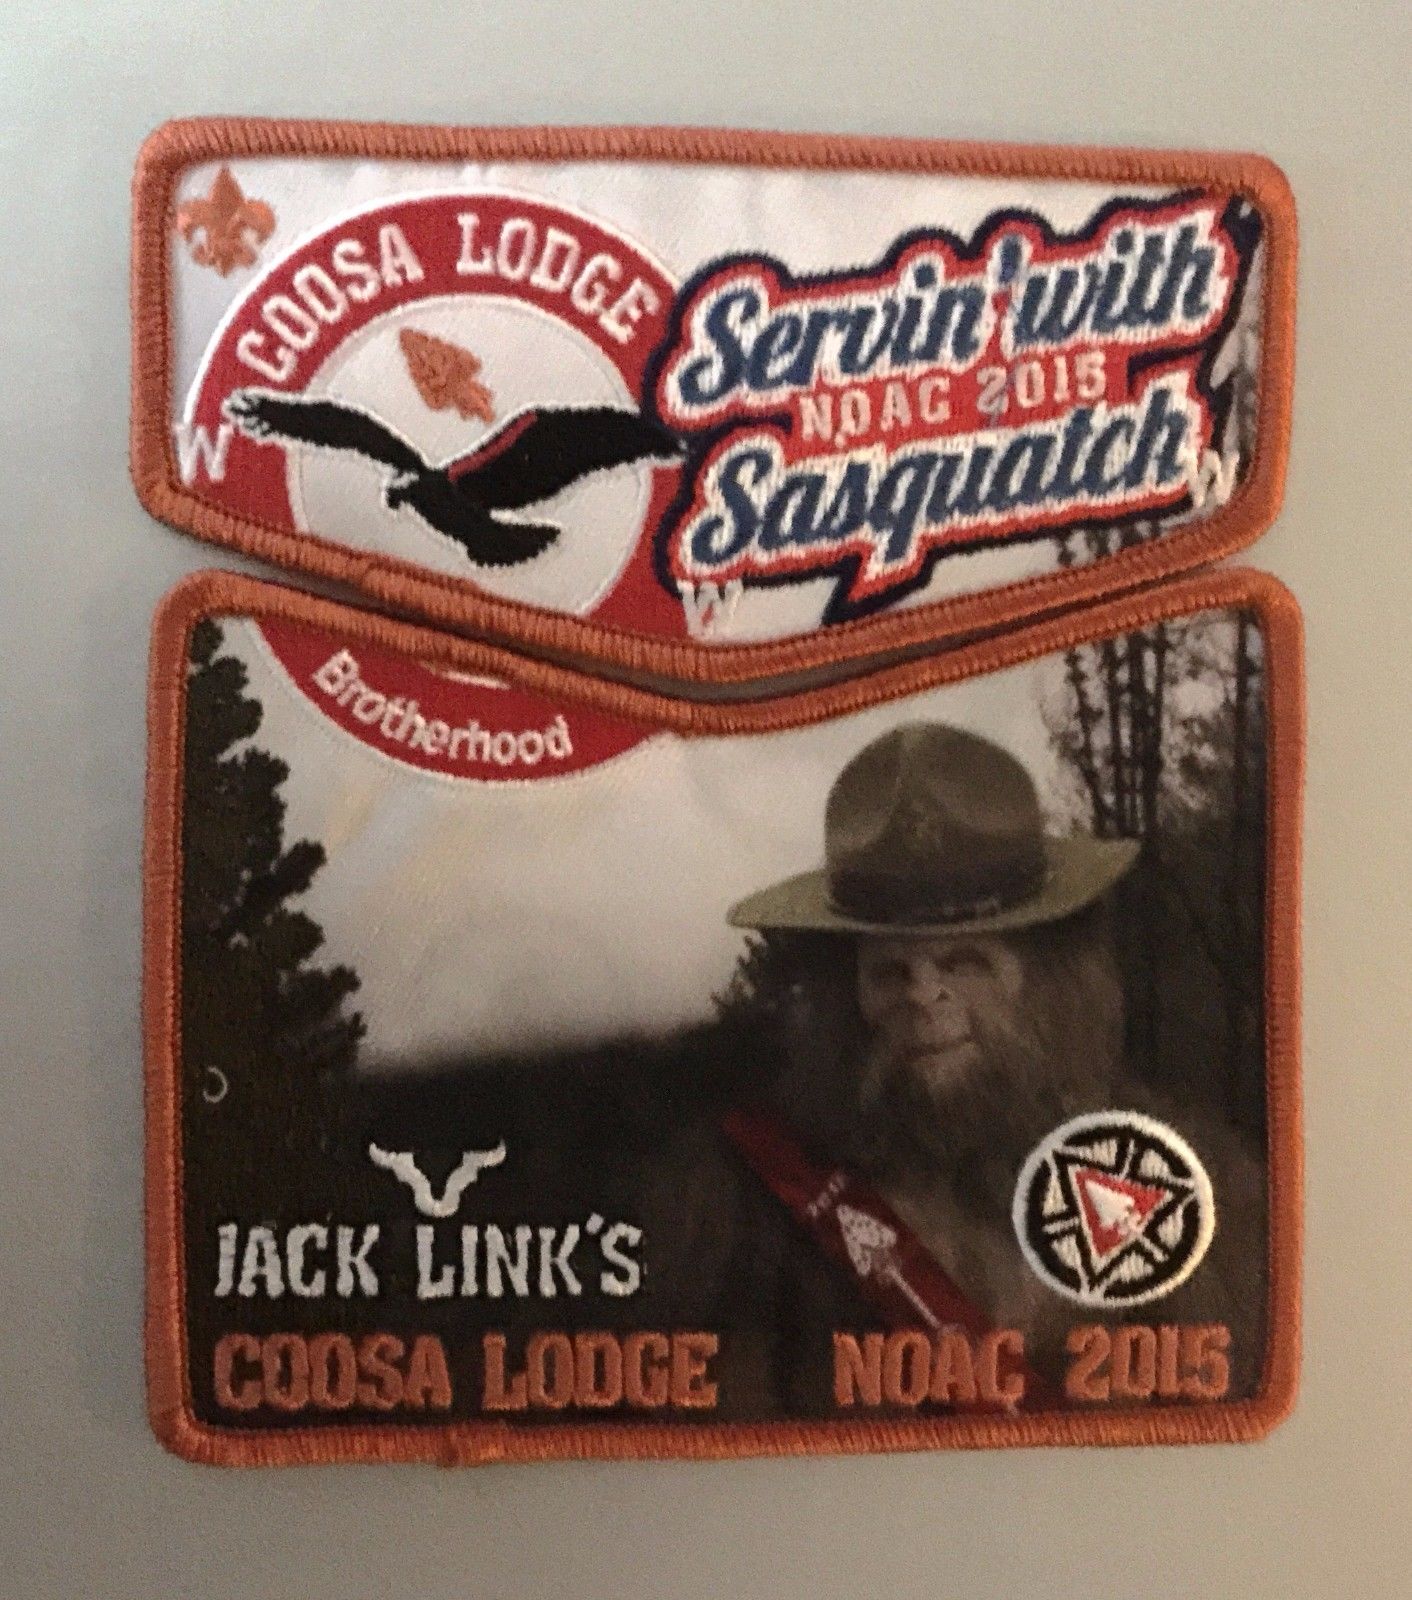 COOSA LODGE
Servin' with
NOAC 2015
Sasquatch
W
W
W
Brotherhood
JACK LINK'S
COOSA LODGE NOAC 2015